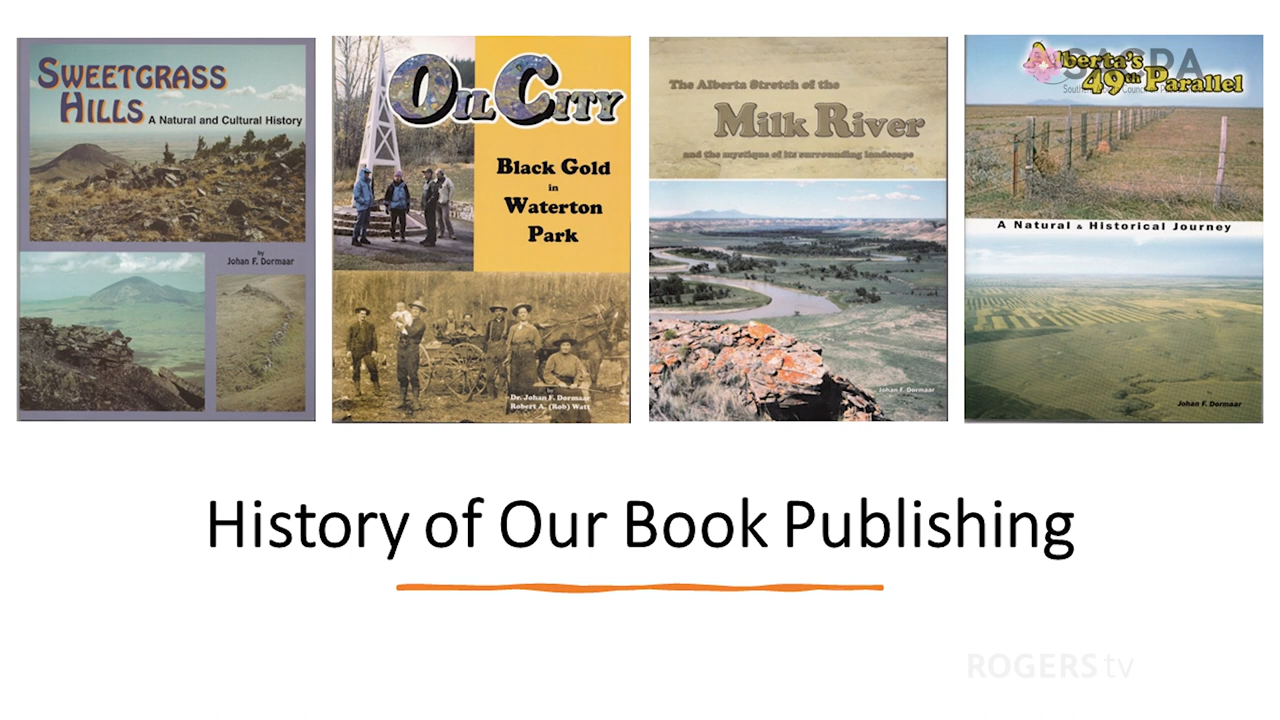 SWEETGRASS
HILLS
A Natural and Cultural History
by
Johan F. Dormaar
OIL CITY
Black Gold
in
Waterton
Park
by
Dr. Johan F. Dormaar
Robert A. (Rob) Watt
The Alberta Stretch of the
Milk River
and the mystique of its surrounding landscape
Johan F. Dormaar
Alberta's
49th Parallel
A Natural & Historical Journey
Johan F. Dormaar
History of Our Book Publishing
ROGERS tv